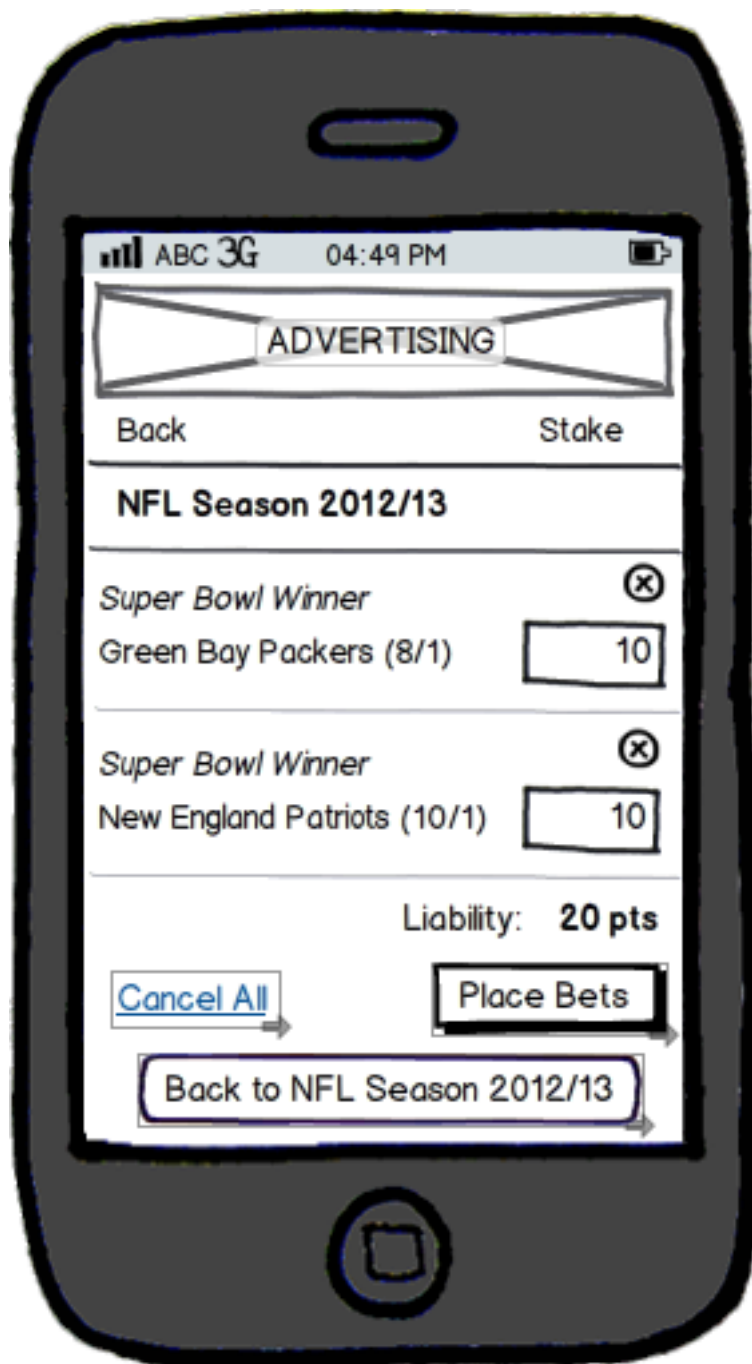 ABC 3G 04:49 PM
ADVERTISING
Back Stake
NFL Season 2012/13
Super Bowl Winner
Green Bay Packers (8/1) 10
Super Bowl Winner
New England Patriots (10/1) 10
Liability: 20 pts
Cancel All Place Bets
Back to NFL Season 2012/13